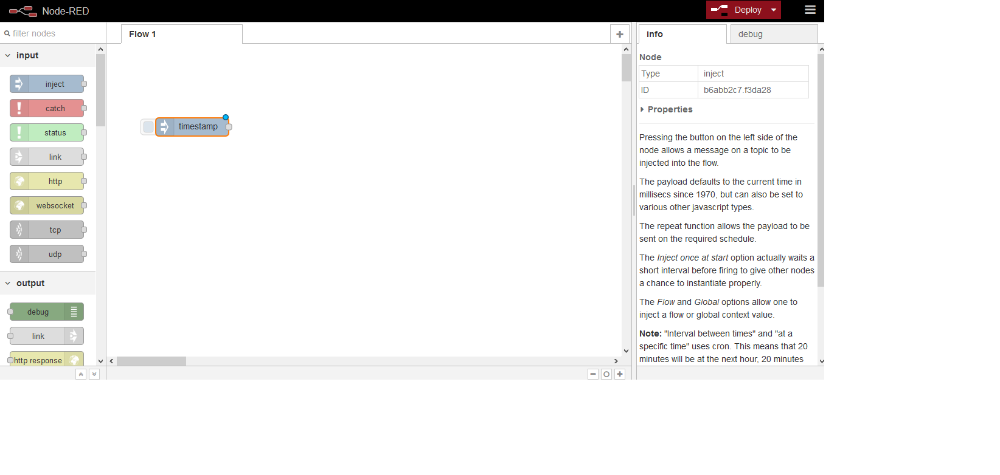 Node-RED
Deploy
filter nodes
Flow 1
info
debug
input
inject
catch
status
link
http
websocket
tcp
udp
output
debug
link
http response
timestamp
Node
Type inject
ID b6abb2c7.f3da28
Properties
Pressing the button on the left side of the
node allows a message on a topic to be
injected into the flow.
The payload defaults to the current time in
millisecs since 1970, but can also be set to
various other javascript types.
The repeat function allows the payload to be
sent on the required schedule.
The Inject once at start option actually waits a
short interval before firing to give other nodes
a chance to instantiate properly.
The Flow and Global options allow one to
inject a flow or global context value.
Note: "Interval between times" and "at a
specific time" uses cron. This means that 20
minutes will be at the next hour, 20 minutes